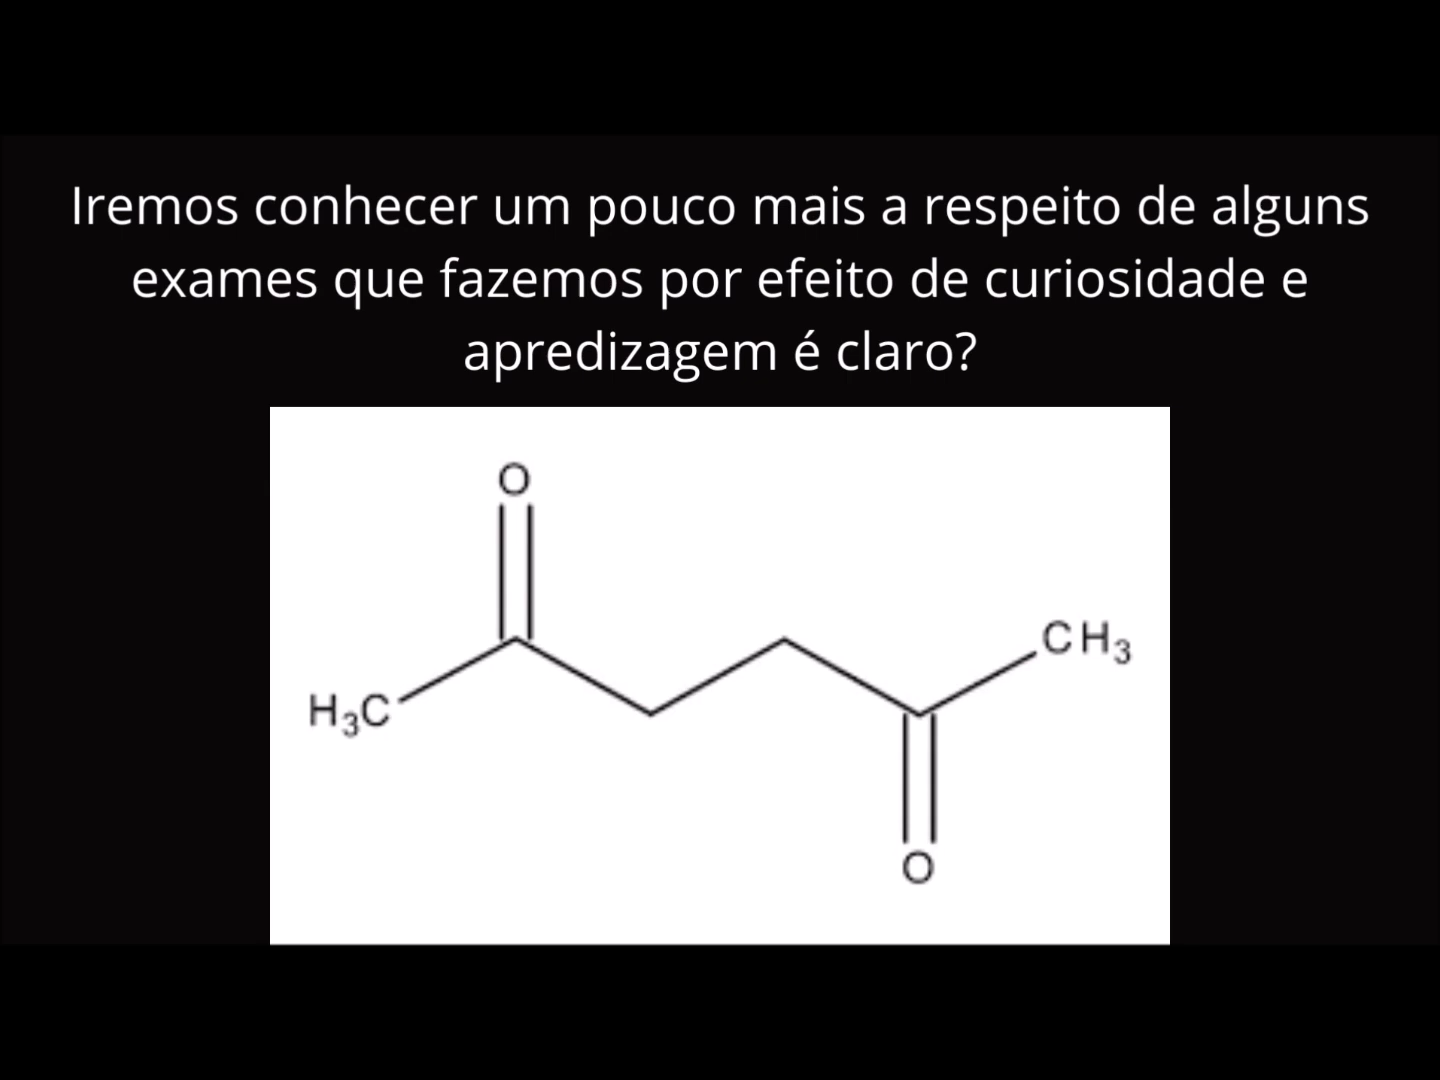 Iremos conhecer um pouco mais a respeito de alguns
exames que fazemos por efeito de curiosidade e
apredizagem é claro?
O
CH₃
H₃C
O